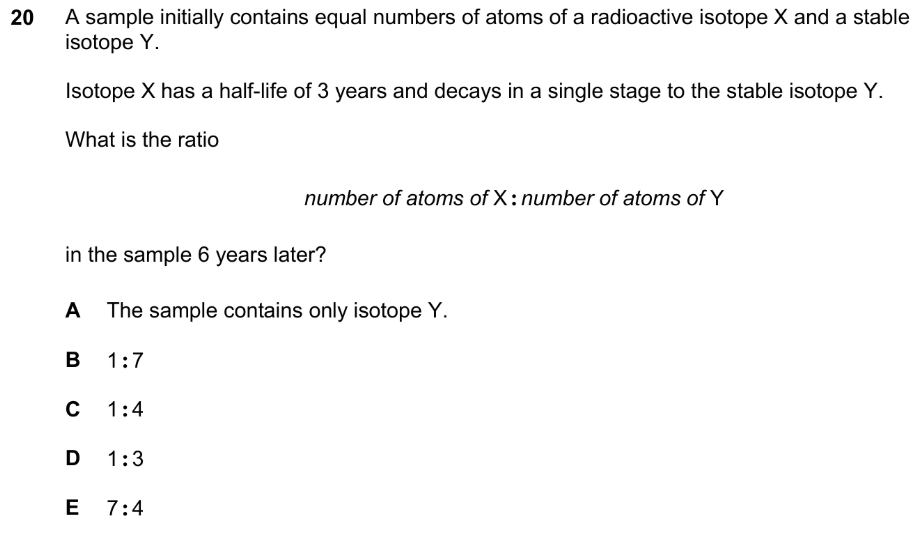 20 A sample initially contains equal numbers of atoms of a radioactive isotope X and a stable
isotope Y.
Isotope X has a half-life of 3 years and decays in a single stage to the stable isotope Y.
What is the ratio
number of atoms of X : number of atoms of Y
in the sample 6 years later?
A The sample contains only isotope Y.
B 1 : 7
C 1 : 4
D 1 : 3
E 7 : 4